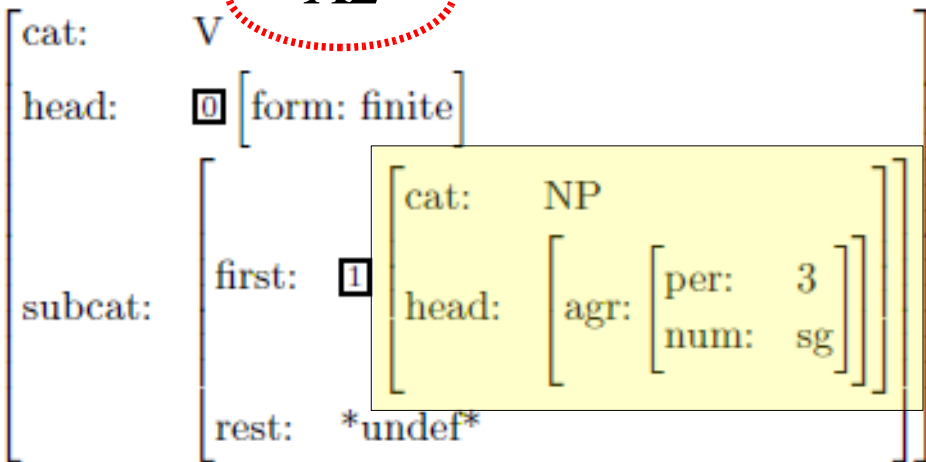 cat: V
head: 0 [form: finite]
cat: NP
first: 1
per: 3
subcat: head: agr:
num: sg
rest: *undef*